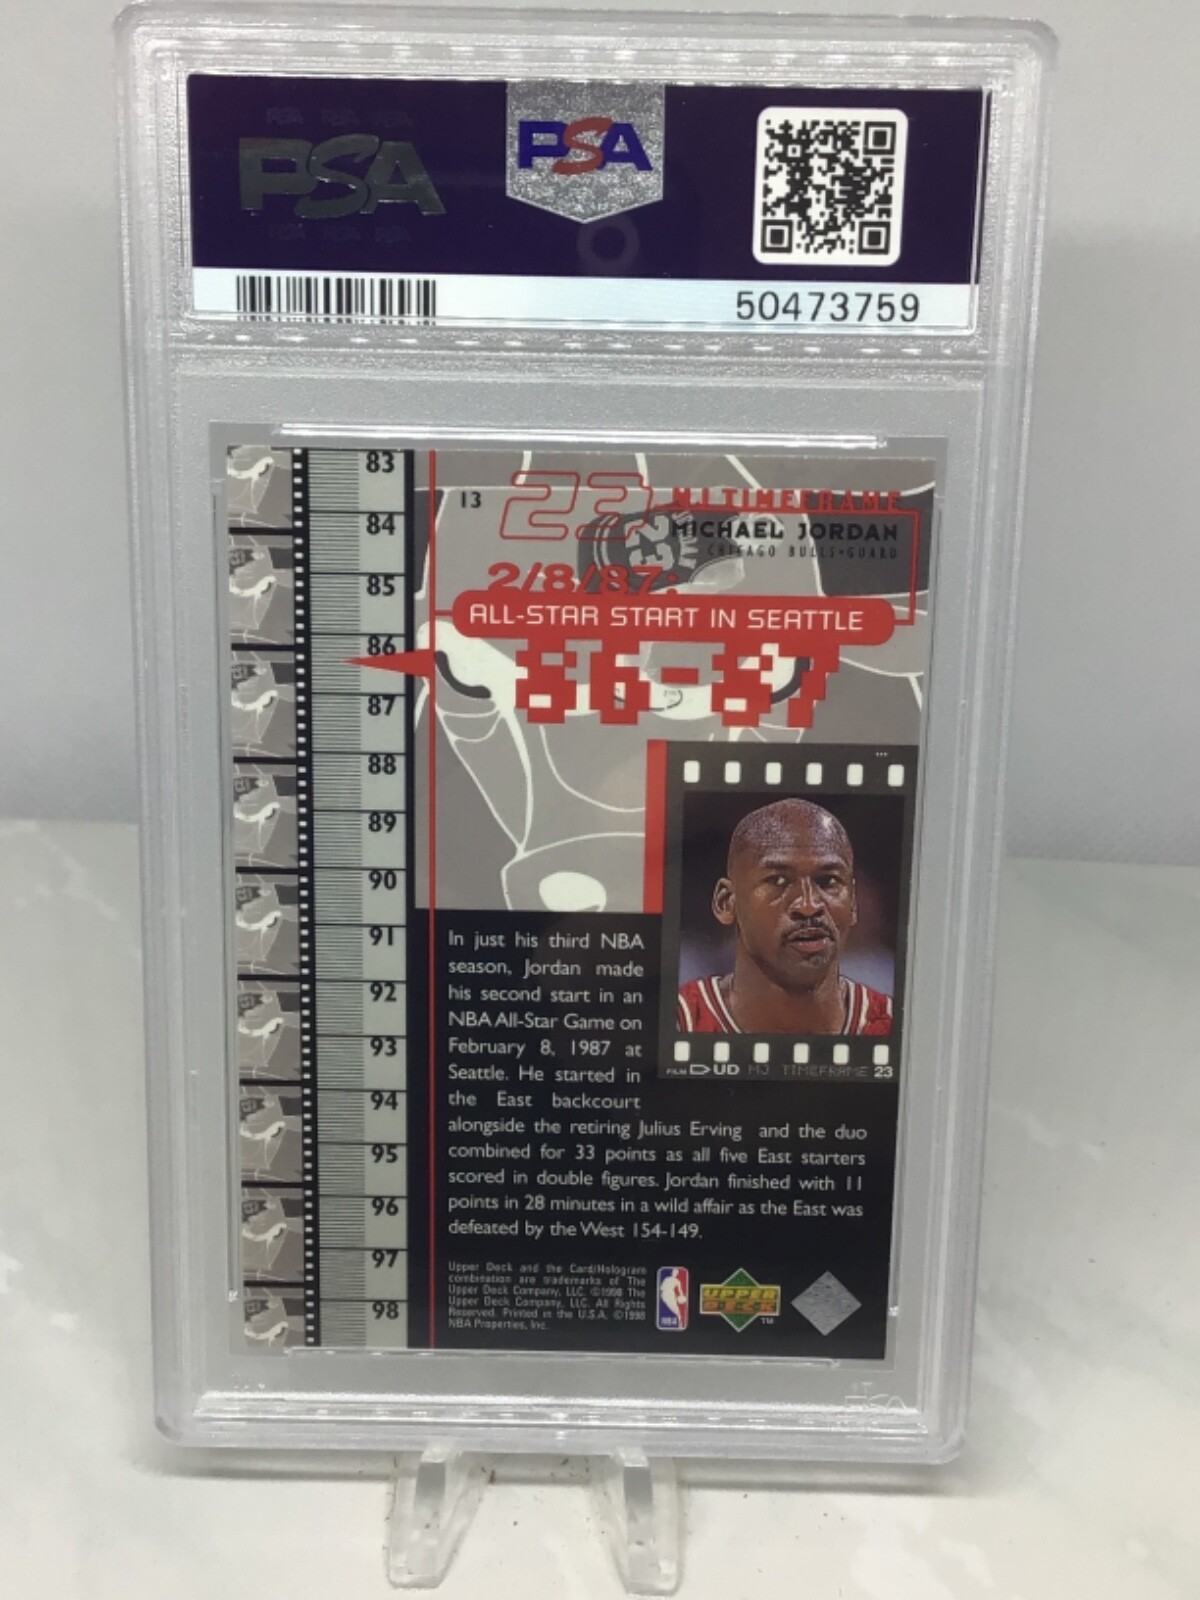 PSA
PSA
50473759
83
84
85
86
87
88
89
90
91
92
93
94
95
96
97
98
13
23
MJ TIMEFRAME
MICHAEL JORDAN
CHICAGO BULLS•GUARD
2/8/87:
ALL-STAR START IN SEATTLE
86-87
In just his third NBA
season, Jordan made
his second start in an
NBA All-Star Game on
February 8, 1987 at
Seattle. He started in
the East backcourt
alongside the retiring Julius Erving and the duo
combined for 33 points as all five East starters
scored in double figures. Jordan finished with 11
points in 28 minutes in a wild affair as the East was
defeated by the West 154-149.
FILM UD MJ TIMEFRAME 23
Upper Deck and the Card/Hologram
combination are trademarks of The
Upper Deck Company, LLC. ©1998 The
Upper Deck Company, LLC. All Rights
Reserved. Printed in the U.S.A. ©1998
NBA Properties, Inc.
NBA
UPPER
DECK
TM